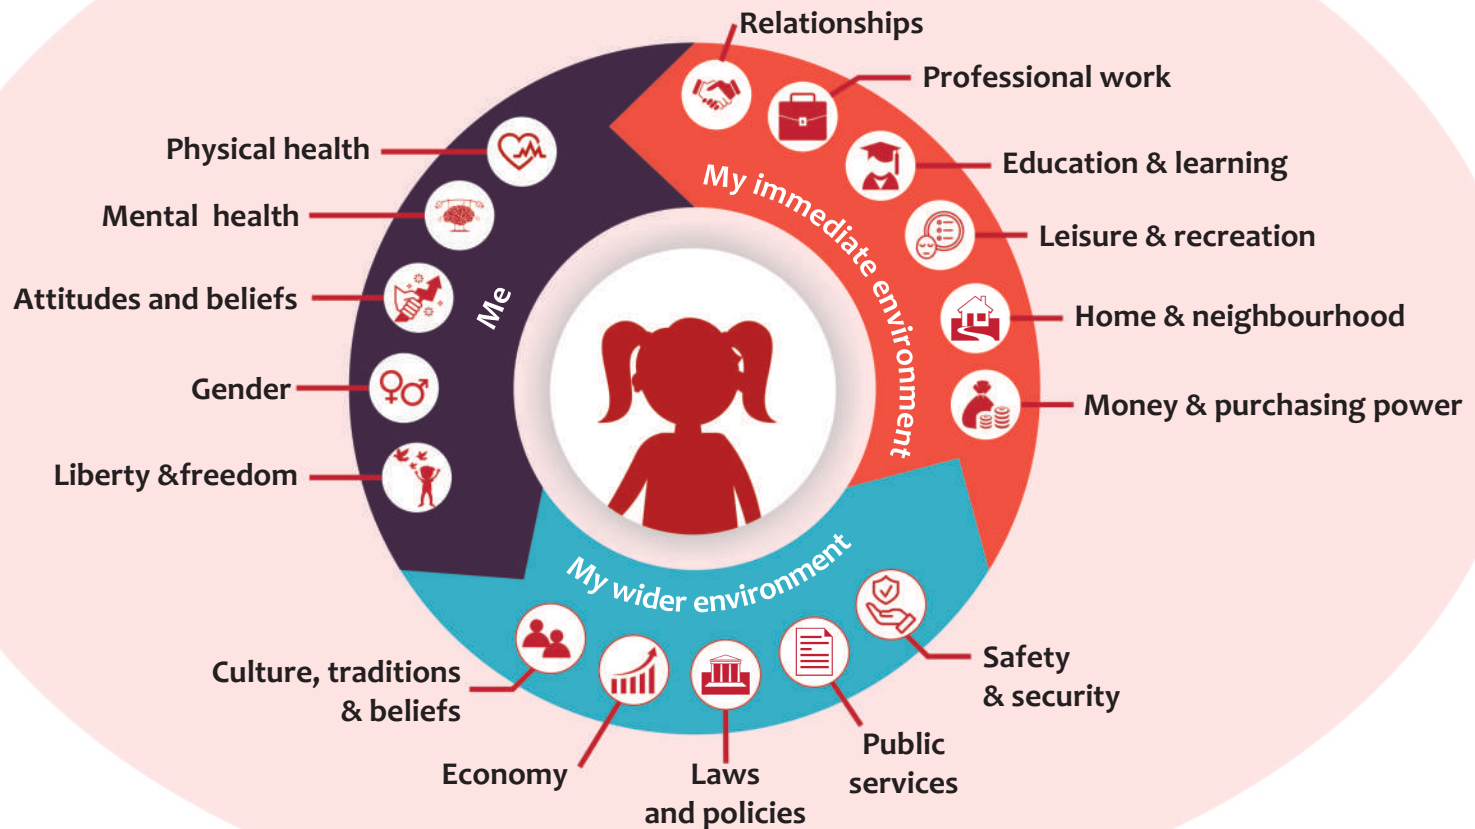 Relationships
Professional work
Education & learning
Leisure & recreation
Home & neighbourhood
Money & purchasing power
My immediate environment
Physical health
Mental  health
Attitudes and beliefs
Gender
Liberty &freedom
Me
My wider environment
Culture, traditions
& beliefs
Economy
Laws
and policies
Public
services
Safety
& security